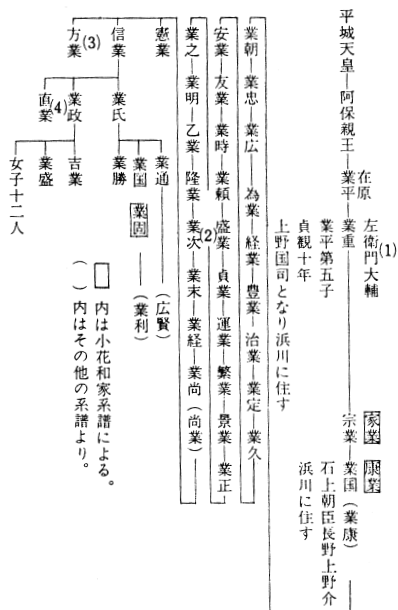 平城天皇―阿保親王―業平―業重―宗業―業国(業康)
在原
左衛門大輔
(1)
業平第五子
貞観十年
上野国司となり浜川に住す
家業
康業
石上朝臣長野上野介
浜川に住す
業朝―業忠―業広―為業―経業―豊業―治業―業定―業久
安業―友業―業時―業頼―盛業―貞業―運業―繁業―景業―業正
業之―業明―乙業―隆業―業次―業末―業経―業尚(尚業)
(2)
憲業
信業
方業
(3)
業氏
業政
直業
(4)
業通―(広賢)
業国
業固
(業利)
業勝
吉業
業盛
女子十二人
内は小花和家系譜による。
( )内はその他の系譜より。